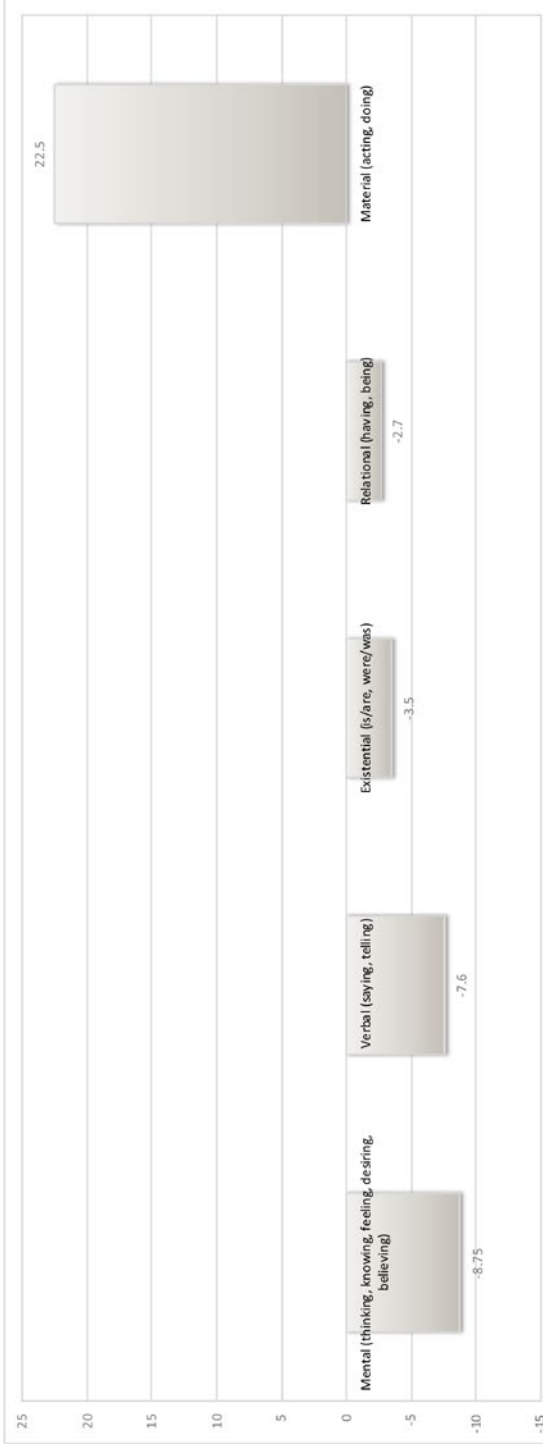 25
20
15
10
5
0
-5
-10
-15
22.5
-8.75
-7.6
-3.5
-2.7
Mental (thinking, knowing, feeling, desiring,
believing)
Verbal (saying, telling)
Existential (is/are, were/was)
Relational (having, being)
Material (acting, doing)